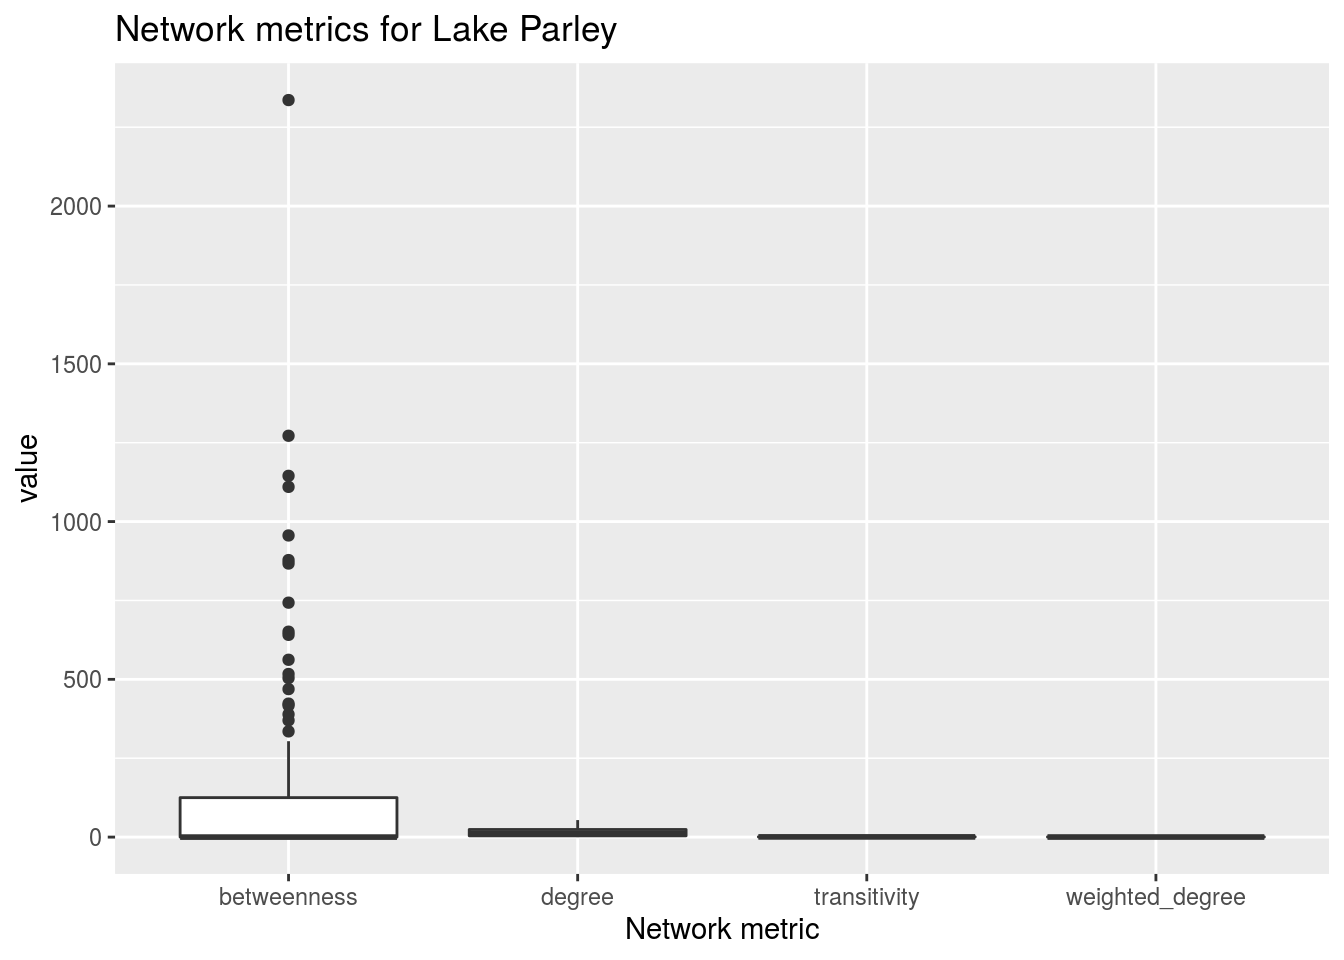 Network metrics for Lake Parley
value
2000
1500
1000
500
0
betweenness degree transitivity weighted_degree
Network metric